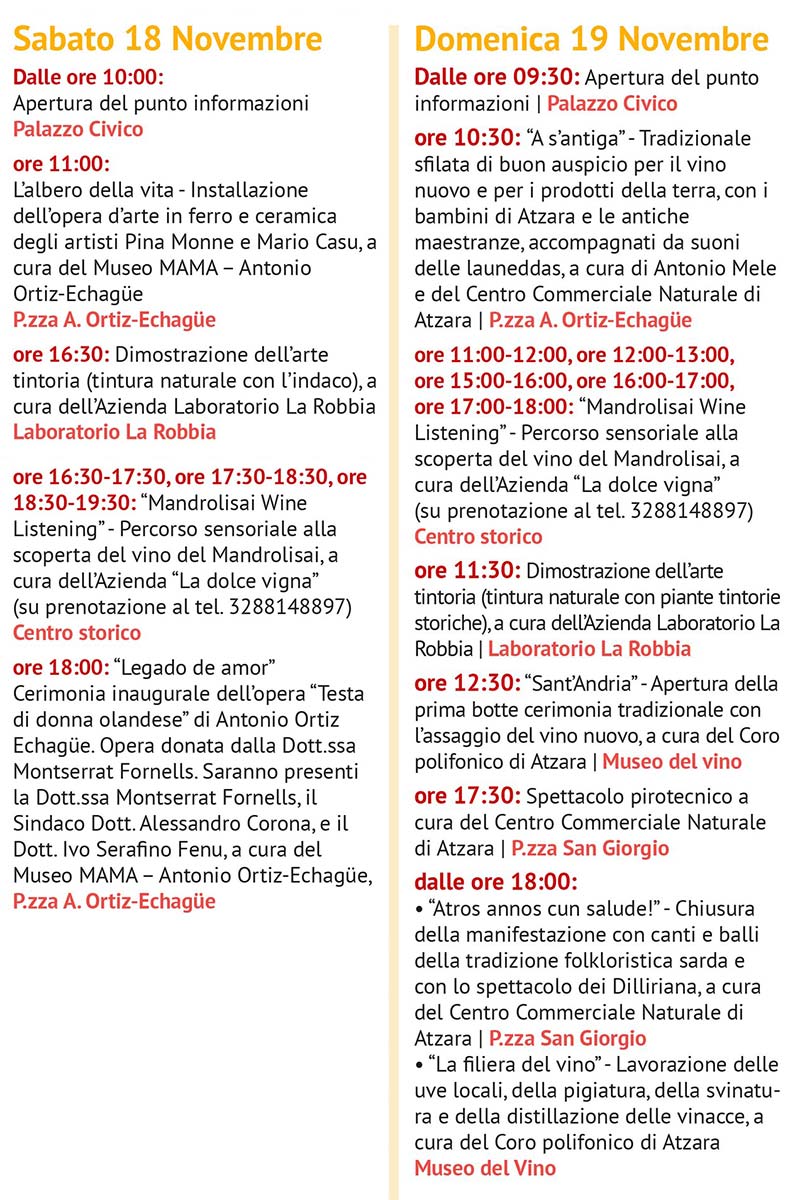 Sabato 18 Novembre
Dalle ore 10:00:
Apertura del punto informazioni
Palazzo Civico
ore 11:00:
L’albero della vita - Installazione
dell’opera d’arte in ferro e ceramica
degli artisti Pina Monne e Mario Casu, a
cura del Museo MAMA – Antonio
Ortiz-Echagüe
P.zza A. Ortiz-Echagüe
ore 16:30: Dimostrazione dell’arte
tintoria (tintura naturale con l’indaco), a
cura dell’Azienda Laboratorio La Robbia
Laboratorio La Robbia
ore 16:30-17:30, ore 17:30-18:30, ore
18:30-19:30: “Mandrolisai Wine
Listening” - Percorso sensoriale alla
scoperta del vino del Mandrolisai, a
cura dell’Azienda “La dolce vigna”
(su prenotazione al tel. 3288148897)
Centro storico
ore 18:00: “Legado de amor”
Cerimonia inaugurale dell’opera “Testa
di donna olandese” di Antonio Ortiz
Echagüe. Opera donata dalla Dott.ssa
Montserrat Fornells. Saranno presenti
la Dott.ssa Montserrat Fornells, il
Sindaco Dott. Alessandro Corona, e il
Dott. Ivo Serafino Fenu, a cura del
Museo MAMA – Antonio Ortiz-Echagüe,
P.zza A. Ortiz-Echagüe
Domenica 19 Novembre
Dalle ore 09:30: Apertura del punto
informazioni | Palazzo Civico
ore 10:30: “A s’antiga” - Tradizionale
sfilata di buon auspicio per il vino
nuovo e per i prodotti della terra, con i
bambini di Atzara e le antiche
maestranze, accompagnati da suoni
delle launeddas, a cura di Antonio Mele
e del Centro Commerciale Naturale di
Atzara | P.zza A. Ortiz-Echagüe
ore 11:00-12:00, ore 12:00-13:00,
ore 15:00-16:00, ore 16:00-17:00,
ore 17:00-18:00: “Mandrolisai Wine
Listening” - Percorso sensoriale alla
scoperta del vino del Mandrolisai, a
cura dell’Azienda “La dolce vigna”
(su prenotazione al tel. 3288148897)
Centro storico
ore 11:30: Dimostrazione dell’arte
tintoria (tintura naturale con piante tintorie
storiche), a cura dell’Azienda Laboratorio La
Robbia | Laboratorio La Robbia
ore 12:30: “Sant’Andria” - Apertura della
prima botte cerimonia tradizionale con
l’assaggio del vino nuovo, a cura del Coro
polifonico di Atzara | Museo del vino
ore 17:30: Spettacolo pirotecnico a
cura del Centro Commerciale Naturale
di Atzara | P.zza San Giorgio
dalle ore 18:00:
• “Atros annos cun salude!” - Chiusura
della manifestazione con canti e balli
della tradizione folkloristica sarda e
con lo spettacolo dei Dilliriana, a cura
del Centro Commerciale Naturale di
Atzara | P.zza San Giorgio
• “La filiera del vino” - Lavorazione delle
uve locali, della pigiatura, della svinatu-
ra e della distillazione delle vinacce, a
cura del Coro polifonico di Atzara
Museo del Vino